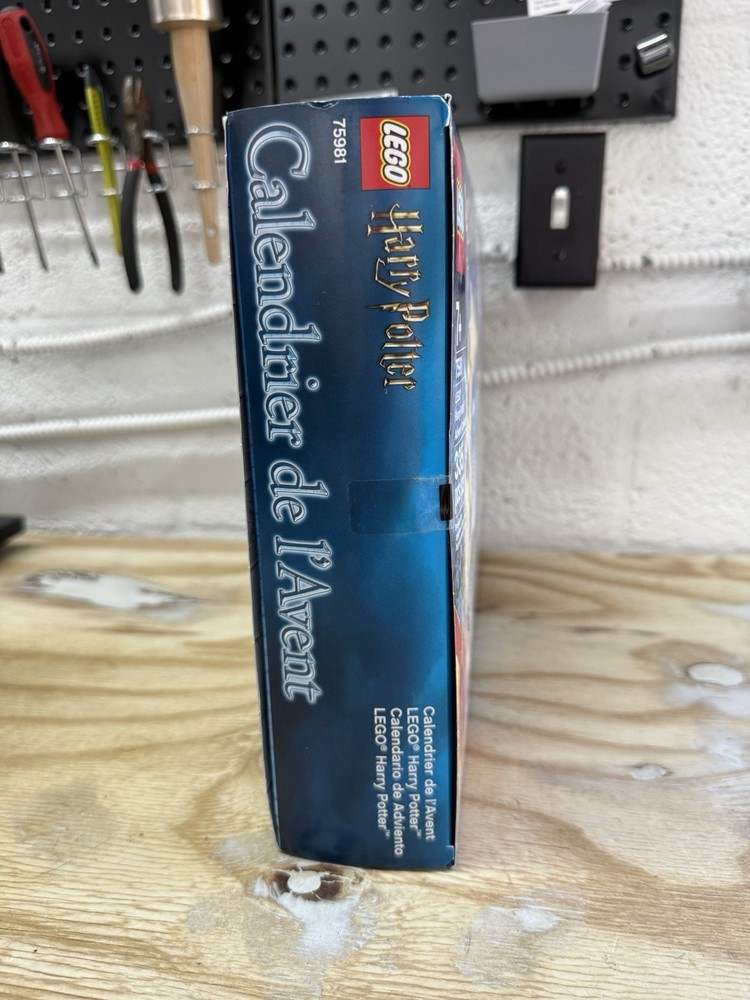 LEGO
Harry Potter
75981
Calendrier de l'Avent
Calendrier de l'Avent
LEGO® Harry Potter™
Calendario de Adviento
LEGO® Harry Potter™